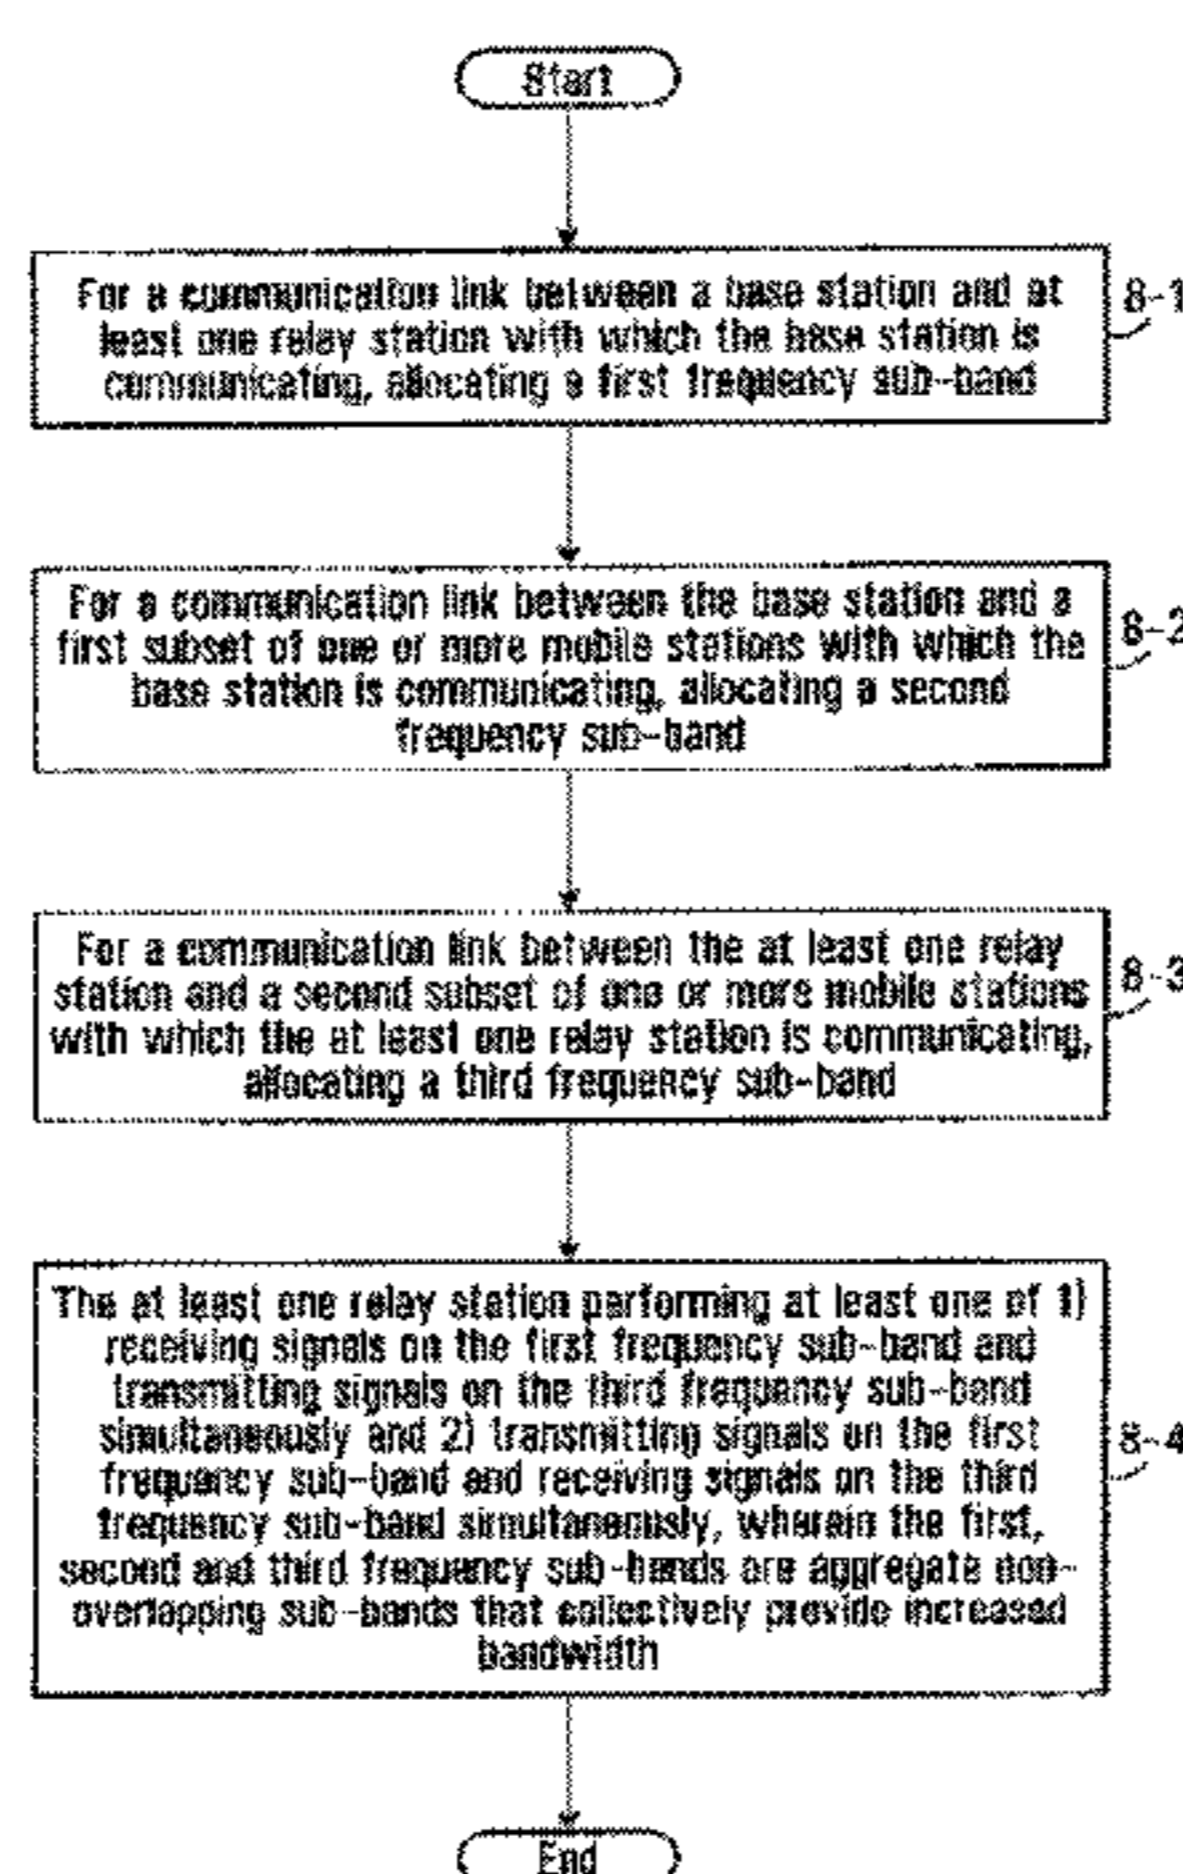 Start
For a communication link between a base station and at
least one relay station with which the base station is
communicating, allocating a first frequency sub-band
8-1
For a communication link between the base station and a
first subset of one or more mobile stations with which the
base station is communicating, allocating a second
frequency sub-band
8-2
For a communication link between the at least one relay
station and a second subset of one or more mobile stations
with which the at least one relay station is communicating,
allocating a third frequency sub-band
8-3
The at least one relay station performing at least one of 1)
receiving signals on the first frequency sub-band and
transmitting signals on the third frequency sub-band
simultaneously and 2) transmitting signals on the first
frequency sub-band and receiving signals on the third
frequency sub-band simultaneously, wherein the first,
second and third frequency sub-bands are aggregate non-
overlapping sub-bands that collectively provide increased
bandwidth
8-4
End